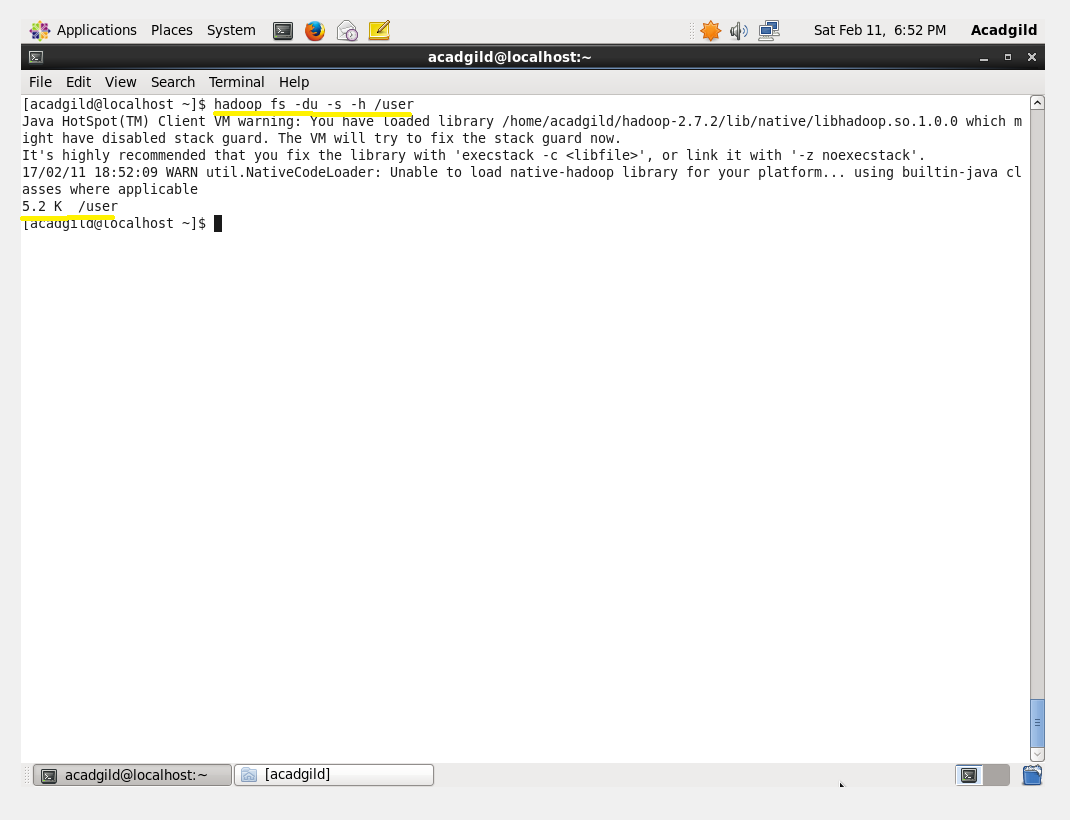 Applications Places System Sat Feb 11, 6:52 PM Acadgild
acadgild@localhost:~
File Edit View Search Terminal Help
[acadgild@localhost ~]$ hadoop fs -du -s -h /user
Java HotSpot(TM) Client VM warning: You have loaded library /home/acadgild/hadoop-2.7.2/lib/native/libhadoop.so.1.0.0 which m
ight have disabled stack guard. The VM will try to fix the stack guard now.
It's highly recommended that you fix the library with 'execstack -c <libfile>', or link it with '-z noexecstack'.
17/02/11 18:52:09 WARN util.NativeCodeLoader: Unable to load native-hadoop library for your platform... using builtin-java cl
asses where applicable
5.2 K  /user
[acadgild@localhost ~]$
acadgild@localhost:~ [acadgild]